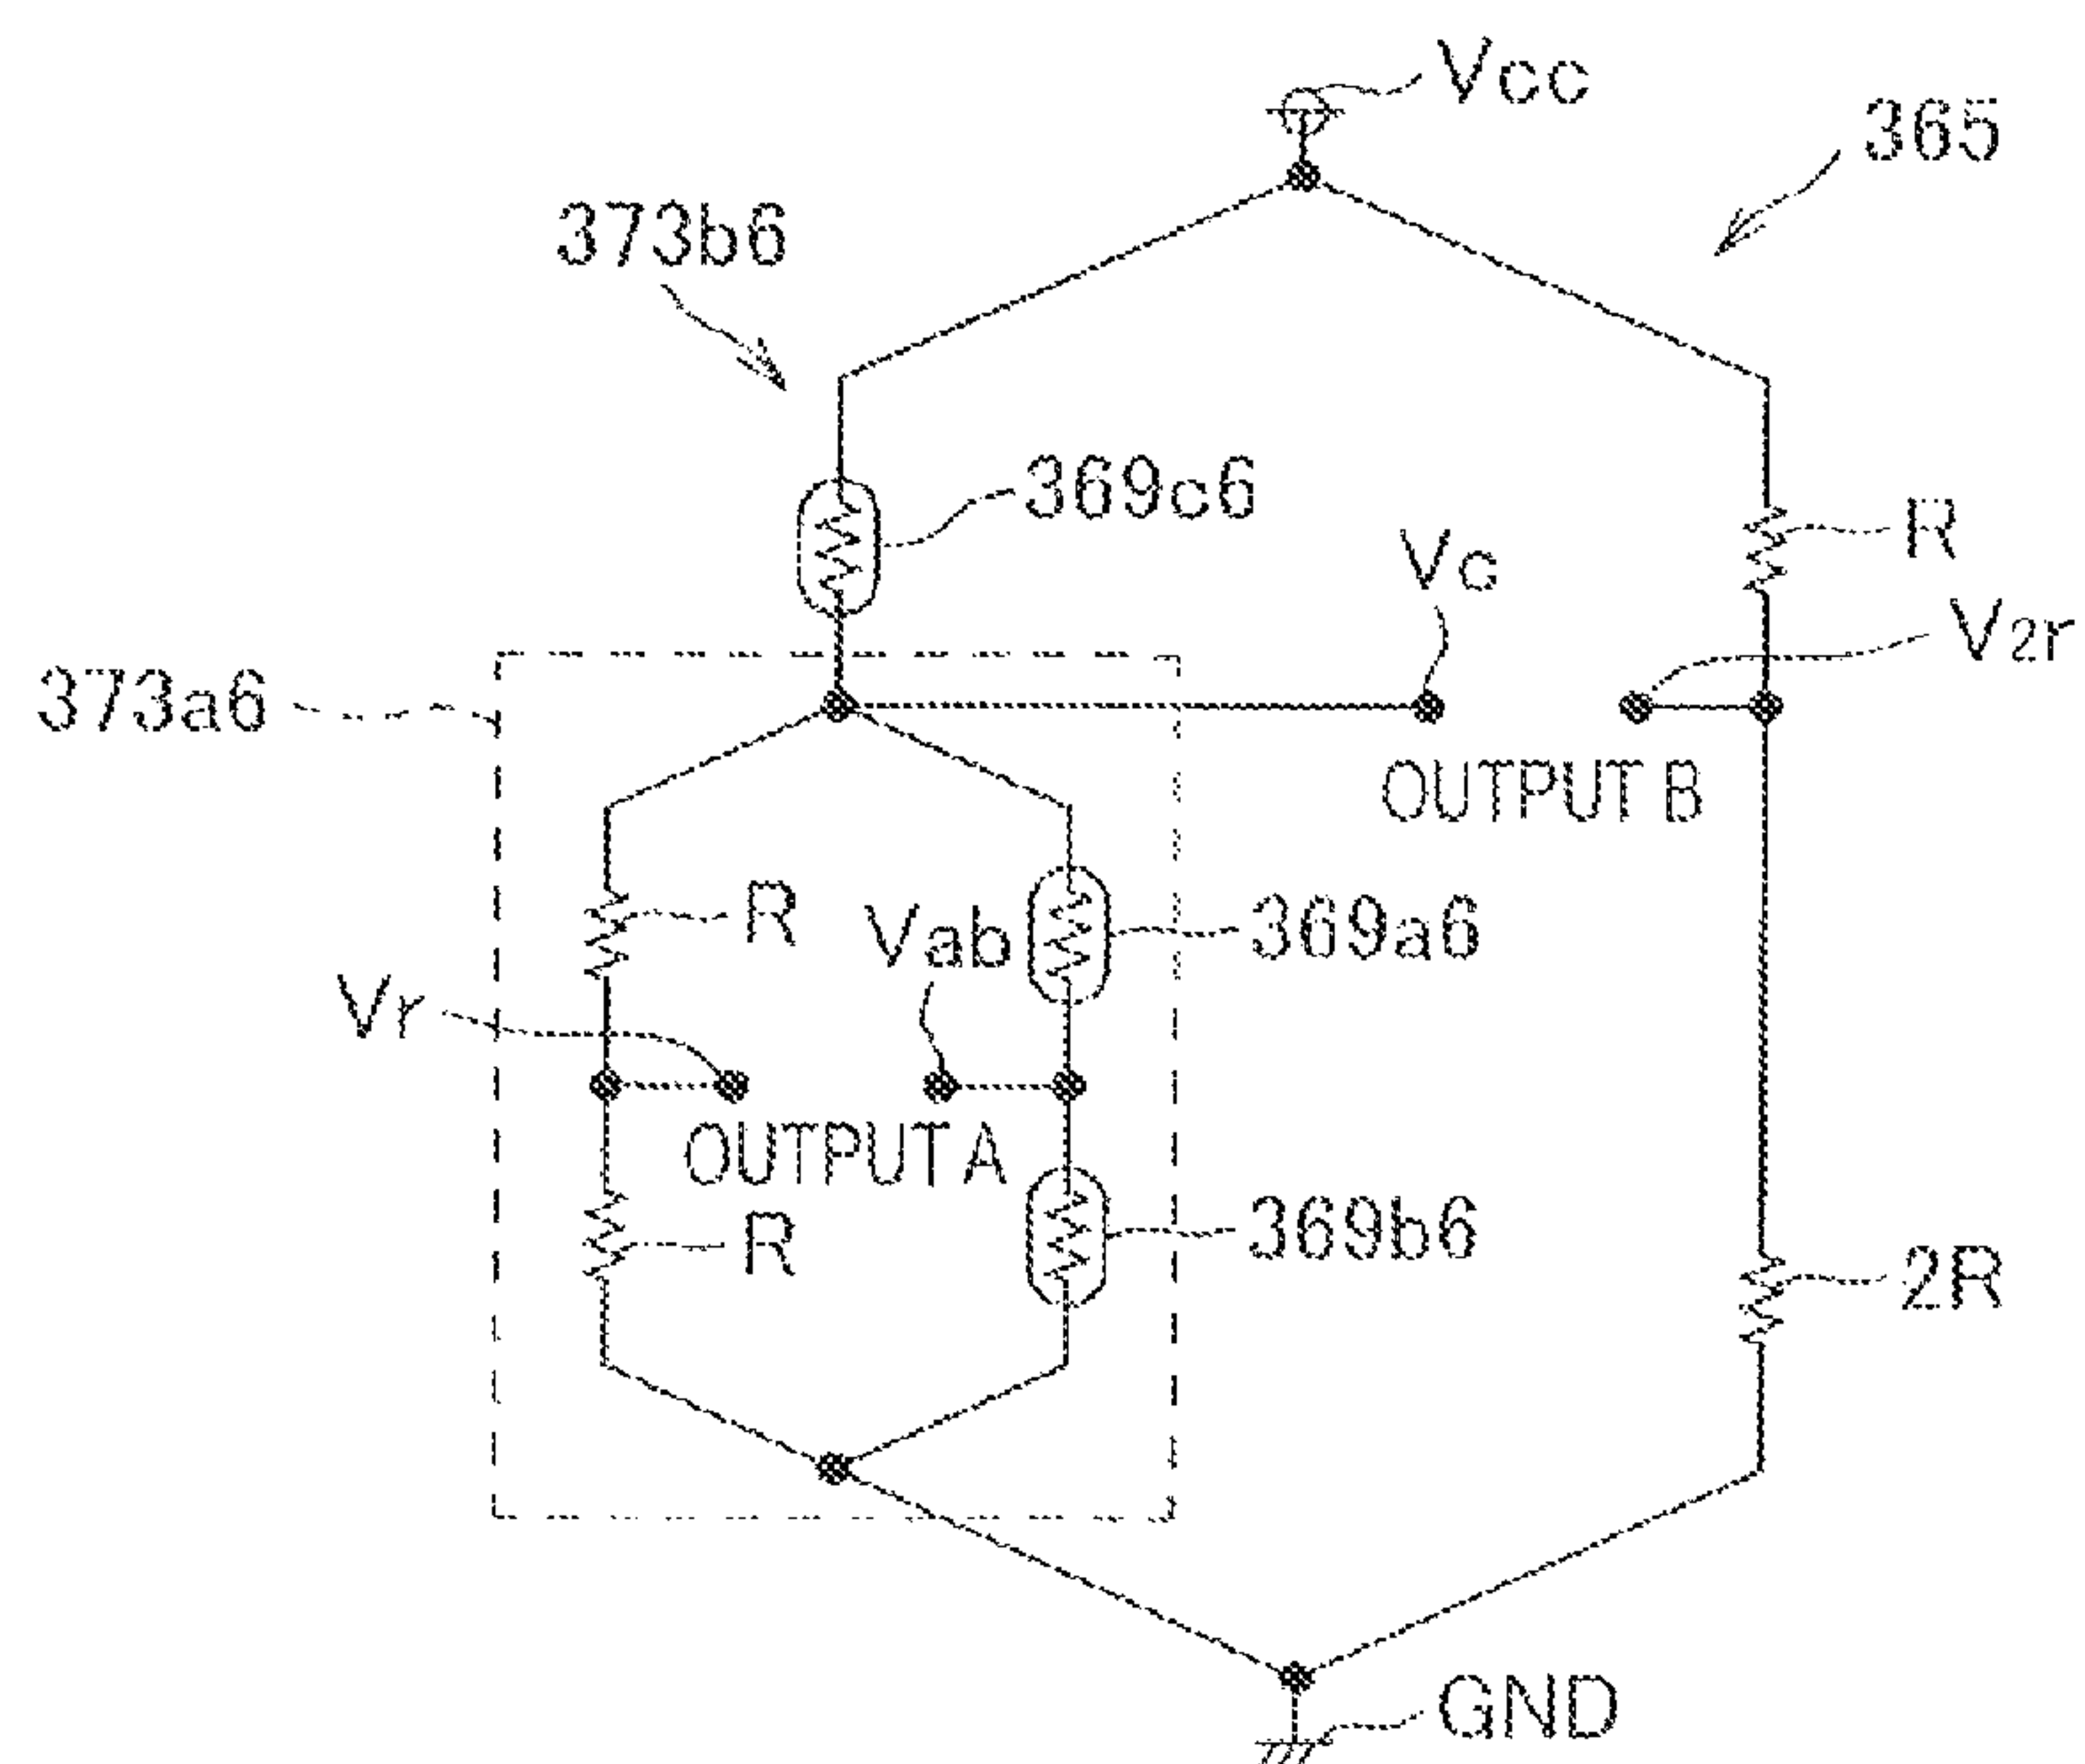 Vcc
365
373b6
369c6
Vc
R
V2r
373a6
OUTPUT B
R
Vab
369a6
Vr
OUTPUT A
R
369b6
2R
GND